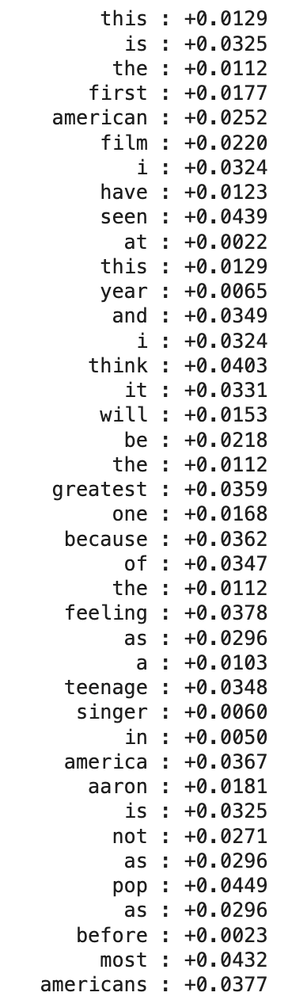 this : +0.0129
is : +0.0325
the : +0.0112
first : +0.0177
american : +0.0252
film : +0.0220
i : +0.0324
have : +0.0123
seen : +0.0439
at : +0.0022
this : +0.0129
year : +0.0065
and : +0.0349
i : +0.0324
think : +0.0403
it : +0.0331
will : +0.0153
be : +0.0218
the : +0.0112
greatest : +0.0359
one : +0.0168
because : +0.0362
of : +0.0347
the : +0.0112
feeling : +0.0378
as : +0.0296
a : +0.0103
teenage : +0.0348
singer : +0.0060
in : +0.0050
america : +0.0367
aaron : +0.0181
is : +0.0325
not : +0.0271
as : +0.0296
pop : +0.0449
as : +0.0296
before : +0.0023
most : +0.0432
americans : +0.0377